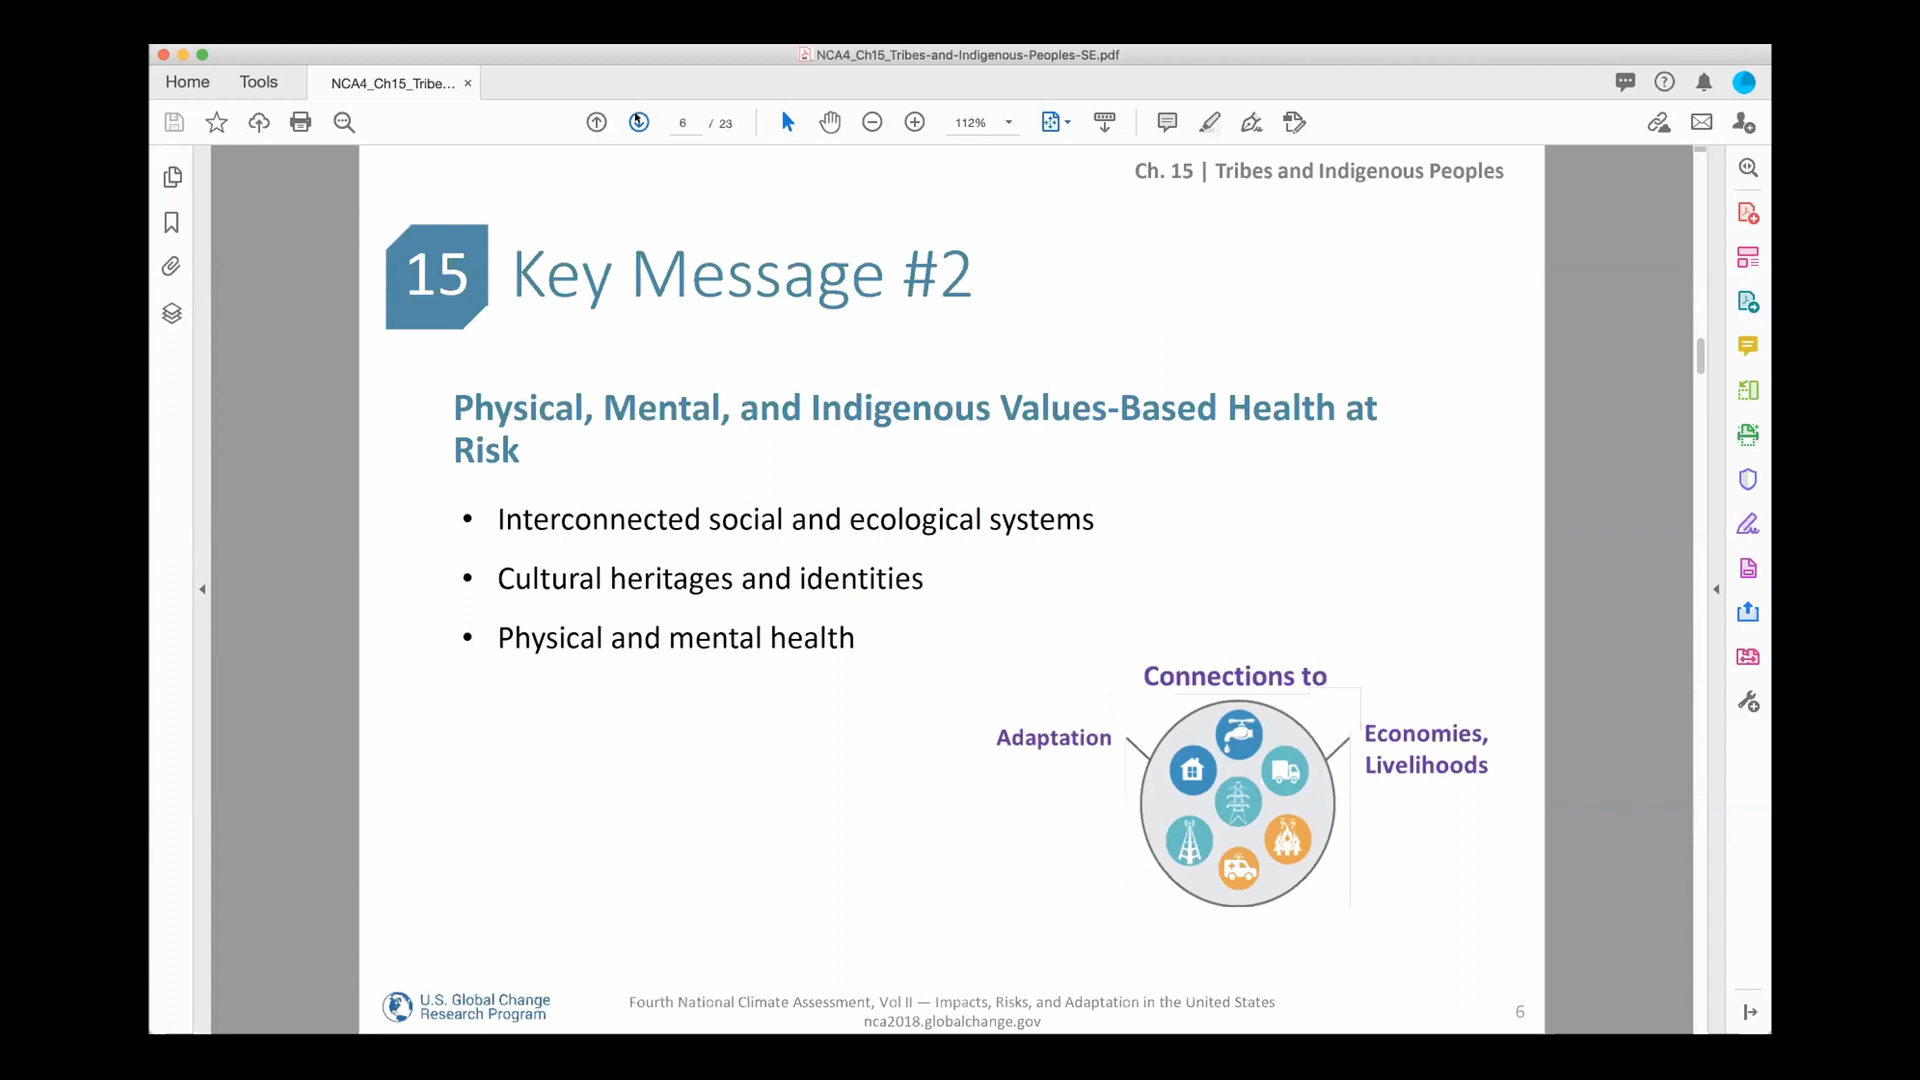 NCA4_Ch15_Tribes-and-Indigenous-Peoples-SE.pdf
Home Tools NCA4_Ch15_Tribe... ×
6 / 23 112%
Ch. 15 | Tribes and Indigenous Peoples
15 Key Message #2
Physical, Mental, and Indigenous Values-Based Health at
Risk
• Interconnected social and ecological systems
• Cultural heritages and identities
• Physical and mental health
Connections to
Adaptation
Economies,
Livelihoods
U.S. Global Change
Research Program
Fourth National Climate Assessment, Vol II — Impacts, Risks, and Adaptation in the United States
nca2018.globalchange.gov
6